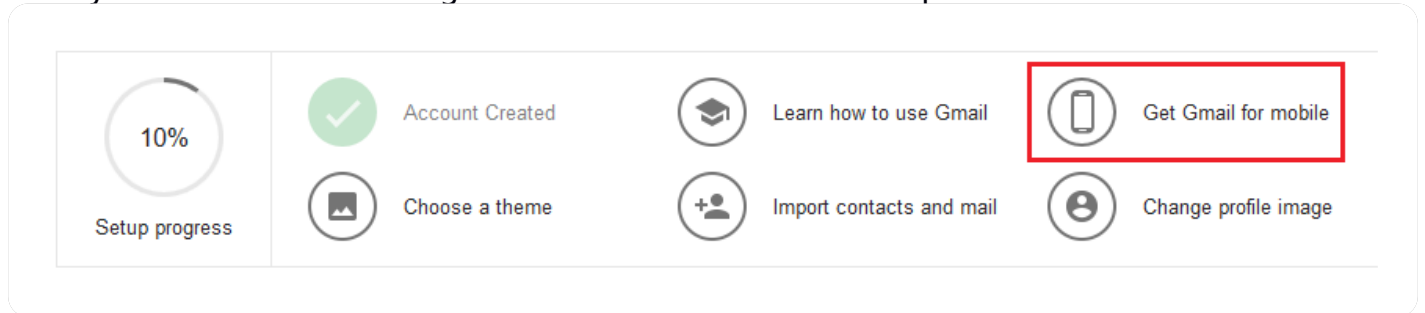 10%
Setup progress
Account Created
Learn how to use Gmail
Get Gmail for mobile
Choose a theme
Import contacts and mail
Change profile image